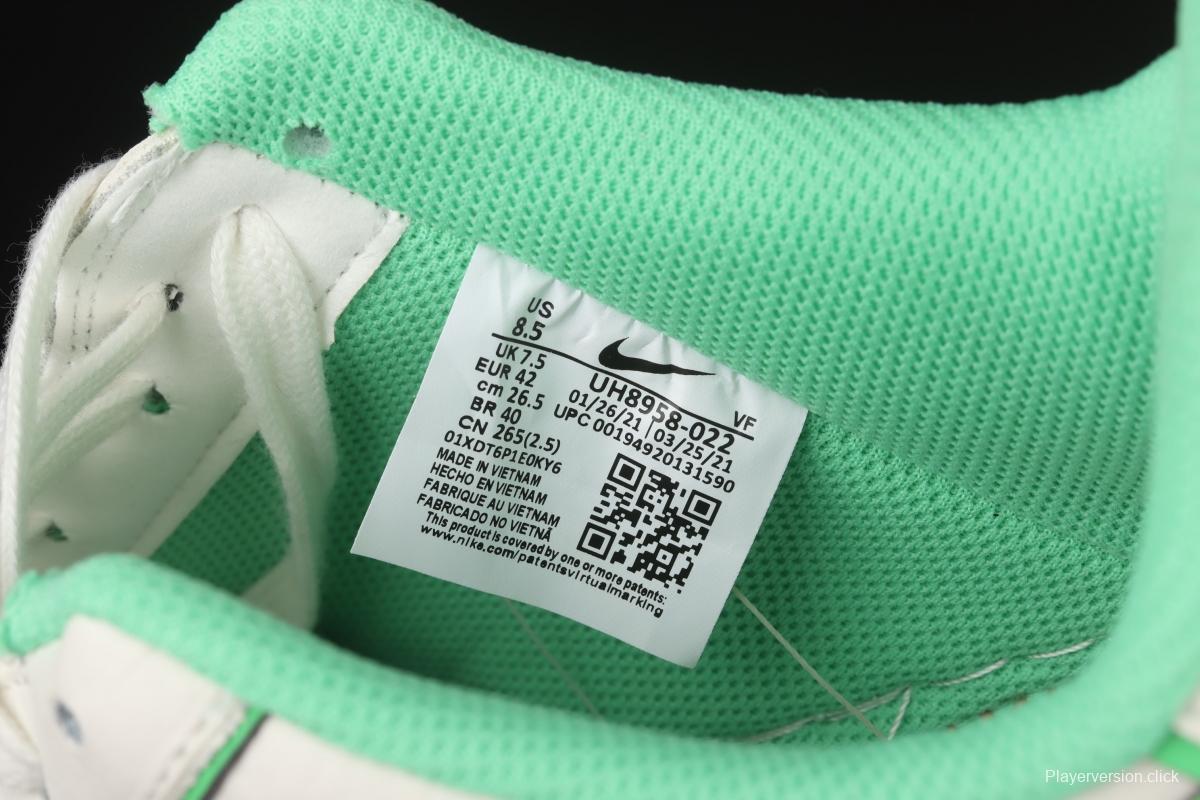 US
8.5
UK 7.5
EUR 42
cm 26.5
BR 40
CN 265(2.5)
01XDT6P1E0KY6
MADE IN VIETNAM
HECHO EN VIETNAM
FABRIQUE AU VIETNAM
FABRICADO NO VIETNÃ
This product is covered by one or more patents:
www.nike.com/patentsvirtualmarking
VF
UH8958-022
01/26/21 | 03/25/21
UPC 00194920131590
Playerversion.click